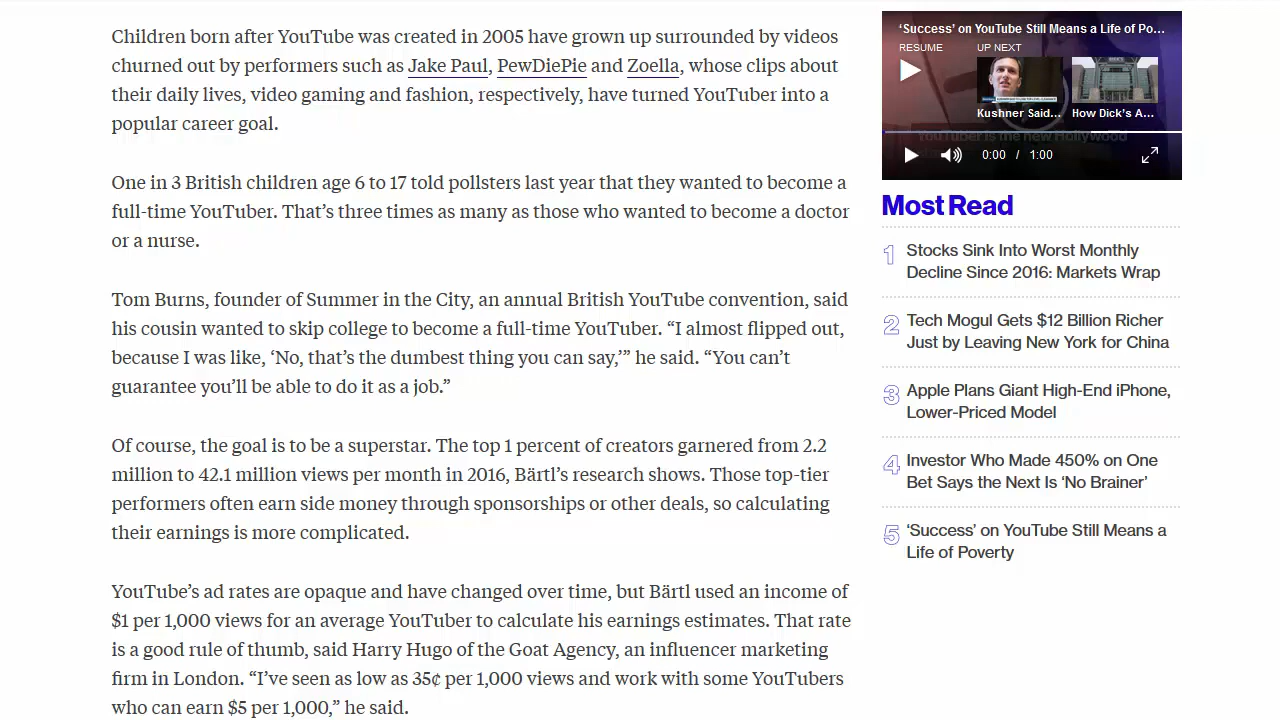 Children born after YouTube was created in 2005 have grown up surrounded by videos
churned out by performers such as Jake Paul, PewDiePie and Zoella, whose clips about
their daily lives, video gaming and fashion, respectively, have turned YouTuber into a
popular career goal.
One in 3 British children age 6 to 17 told pollsters last year that they wanted to become a
full-time YouTuber. That’s three times as many as those who wanted to become a doctor
or a nurse.
Tom Burns, founder of Summer in the City, an annual British YouTube convention, said
his cousin wanted to skip college to become a full-time YouTuber. “I almost flipped out,
because I was like, ‘No, that’s the dumbest thing you can say,’” he said. “You can’t
guarantee you’ll be able to do it as a job.”
Of course, the goal is to be a superstar. The top 1 percent of creators garnered from 2.2
million to 42.1 million views per month in 2016, Bärtl’s research shows. Those top-tier
performers often earn side money through sponsorships or other deals, so calculating
their earnings is more complicated.
YouTube’s ad rates are opaque and have changed over time, but Bärtl used an income of
$1 per 1,000 views for an average YouTuber to calculate his earnings estimates. That rate
is a good rule of thumb, said Harry Hugo of the Goat Agency, an influencer marketing
firm in London. “I’ve seen as low as 35¢ per 1,000 views and work with some YouTubers
who can earn $5 per 1,000,” he said.
‘Success’ on YouTube Still Means a Life of Po...
RESUME UP NEXT
Kushner Said... How Dick’s A...
YouTuber is the new Hollywood
0:00 / 1:00
Most Read
1 Stocks Sink Into Worst Monthly
Decline Since 2016: Markets Wrap
2 Tech Mogul Gets $12 Billion Richer
Just by Leaving New York for China
3 Apple Plans Giant High-End iPhone,
Lower-Priced Model
4 Investor Who Made 450% on One
Bet Says the Next Is ‘No Brainer’
5 ‘Success’ on YouTube Still Means a
Life of Poverty